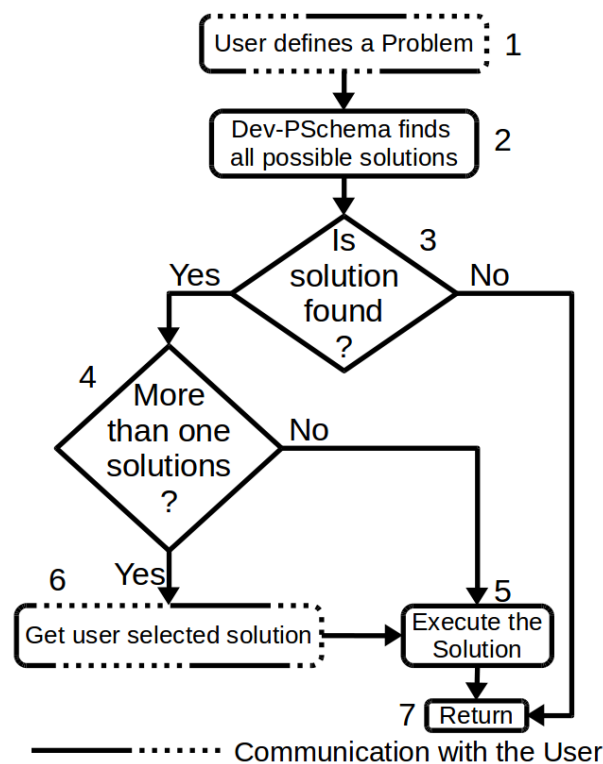 User defines a Problem
1
Dev-PSchema finds
all possible solutions
2
Is
solution
found
?
3
Yes
No
4
More
than one
solutions
?
No
Yes
6
Get user selected solution
5
Execute the
Solution
7
Return
Communication with the User